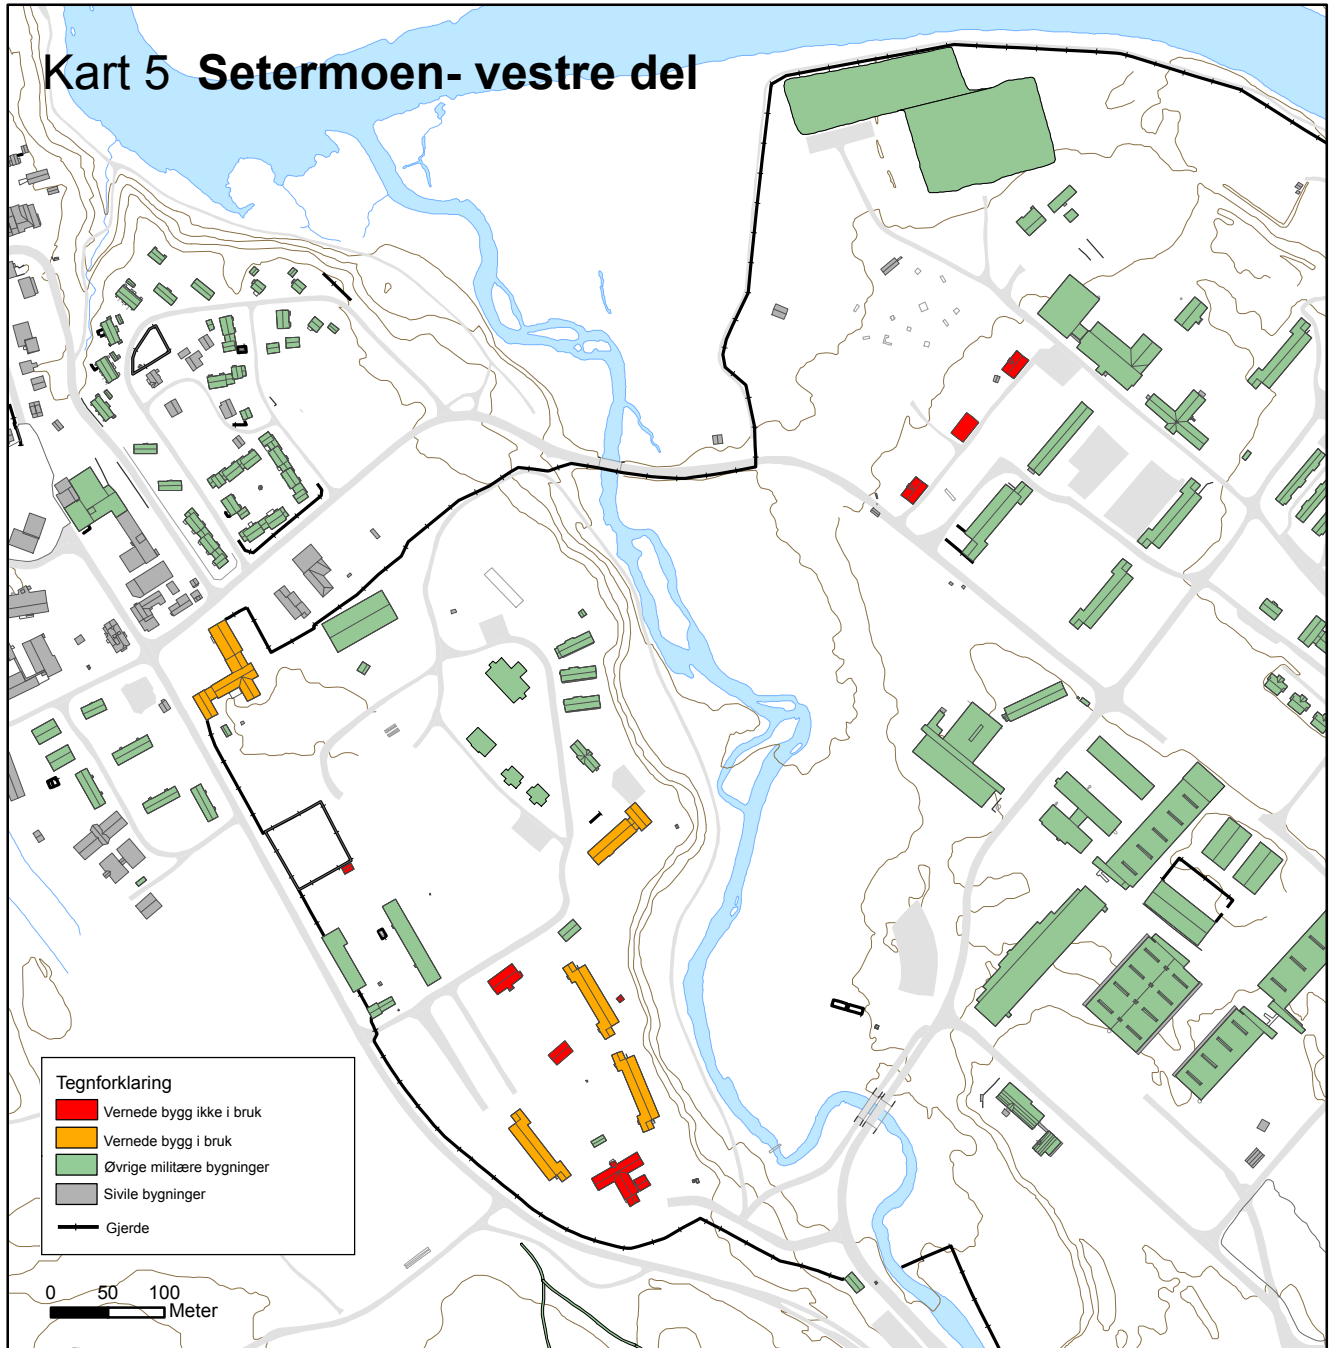 Kart 5 Setermoen- vestre del
Tegnforklaring
Vernede bygg ikke i bruk
Vernede bygg i bruk
Øvrige militære bygninger
Sivile bygninger
Gjerde
0 50 100
Meter